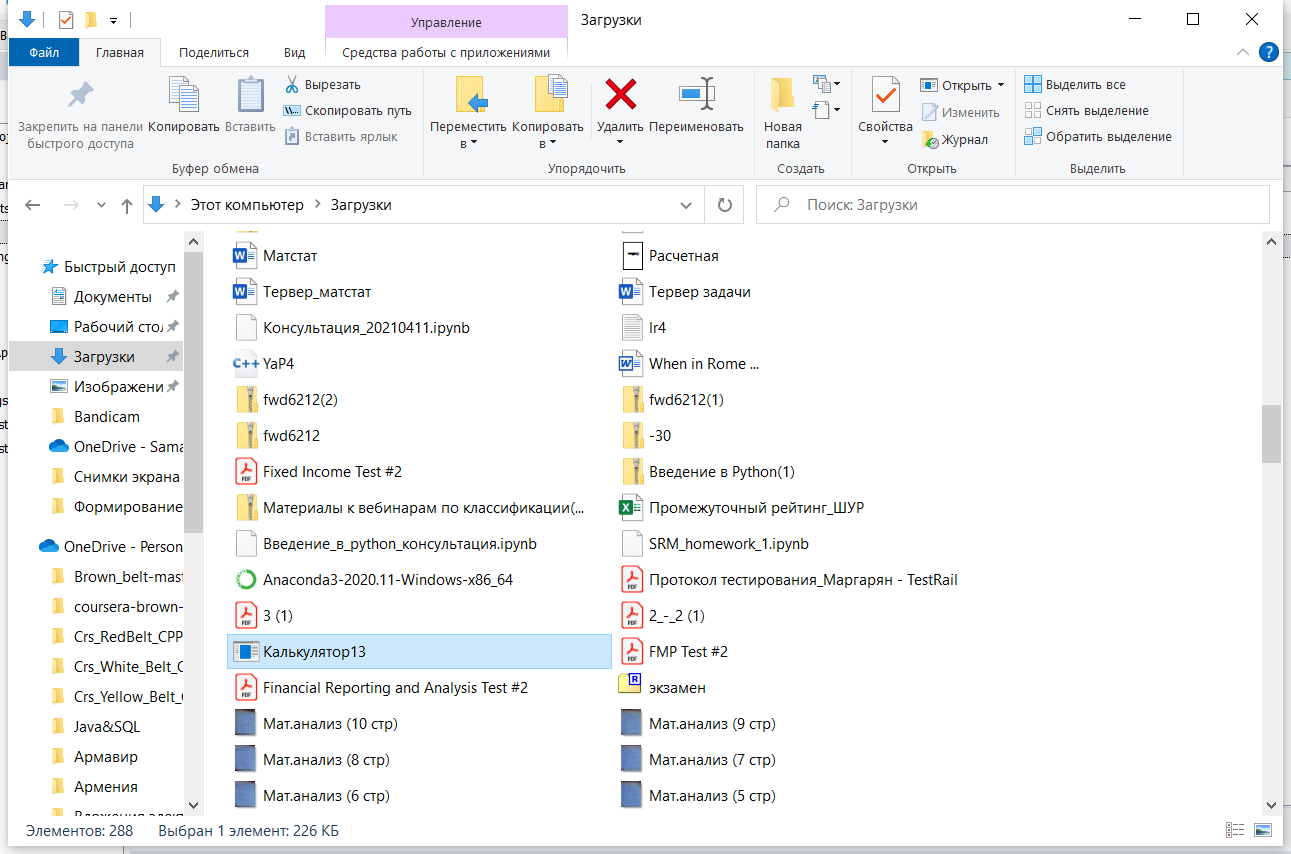 Управление
Загрузки
Файл
Главная
Поделиться
Вид
Средства работы с приложениями
Закрепить на панели быстрого доступа
Копировать
Вставить
Вырезать
Скопировать путь
Вставить ярлык
Буфер обмена
Переместить в
Копировать в
Удалить
Переименовать
Упорядочить
Новая папка
Создать
Свойства
Открыть
Изменить
Журнал
Открыть
Выделить все
Снять выделение
Обратить выделение
Выделить
Этот компьютер
Загрузки
Поиск: Загрузки
Быстрый доступ
Документы
Рабочий стол
Загрузки
Изображени
Bandicam
OneDrive - Sama
Снимки экрана
Формирование
OneDrive - Person
Brown_belt-mast
coursera-brown-
Crs_RedBelt_CPP
Crs_White_Belt_C
Crs_Yellow_Belt_
Java&SQL
Армавир
Армения
Матстат
Расчетная
Тервер_матстат
Тервер задачи
Консультация_20210411.ipynb
lr4
C++ YaP4
When in Rome ...
fwd6212(2)
fwd6212(1)
fwd6212
-30
Fixed Income Test #2
Введение в Python(1)
Материалы к вебинарам по классификации(...
Промежуточный рейтинг_ШУР
Введение_в_python_консультация.ipynb
SRM_homework_1.ipynb
Anaconda3-2020.11-Windows-x86_64
Протокол тестирования_Маргарян - TestRail
3 (1)
2_-_2 (1)
Калькулятор13
FMP Test #2
Financial Reporting and Analysis Test #2
экзамен
Мат.анализ (10 стр)
Мат.анализ (9 стр)
Мат.анализ (8 стр)
Мат.анализ (7 стр)
Мат.анализ (6 стр)
Мат.анализ (5 стр)
Элементов: 288
Выбран 1 элемент: 226 КБ